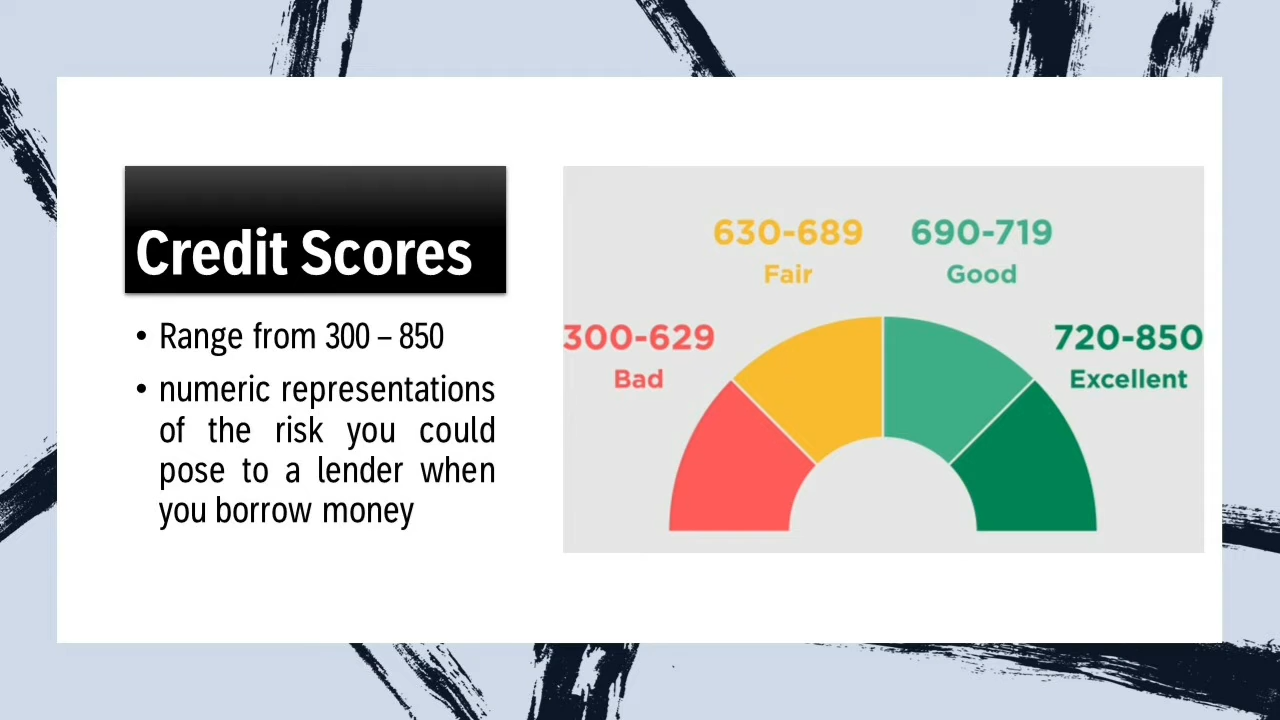 Credit Scores
• Range from 300 – 850
• numeric representations
of the risk you could
pose to a lender when
you borrow money
630-689
Fair
690-719
Good
300-629
Bad
720-850
Excellent